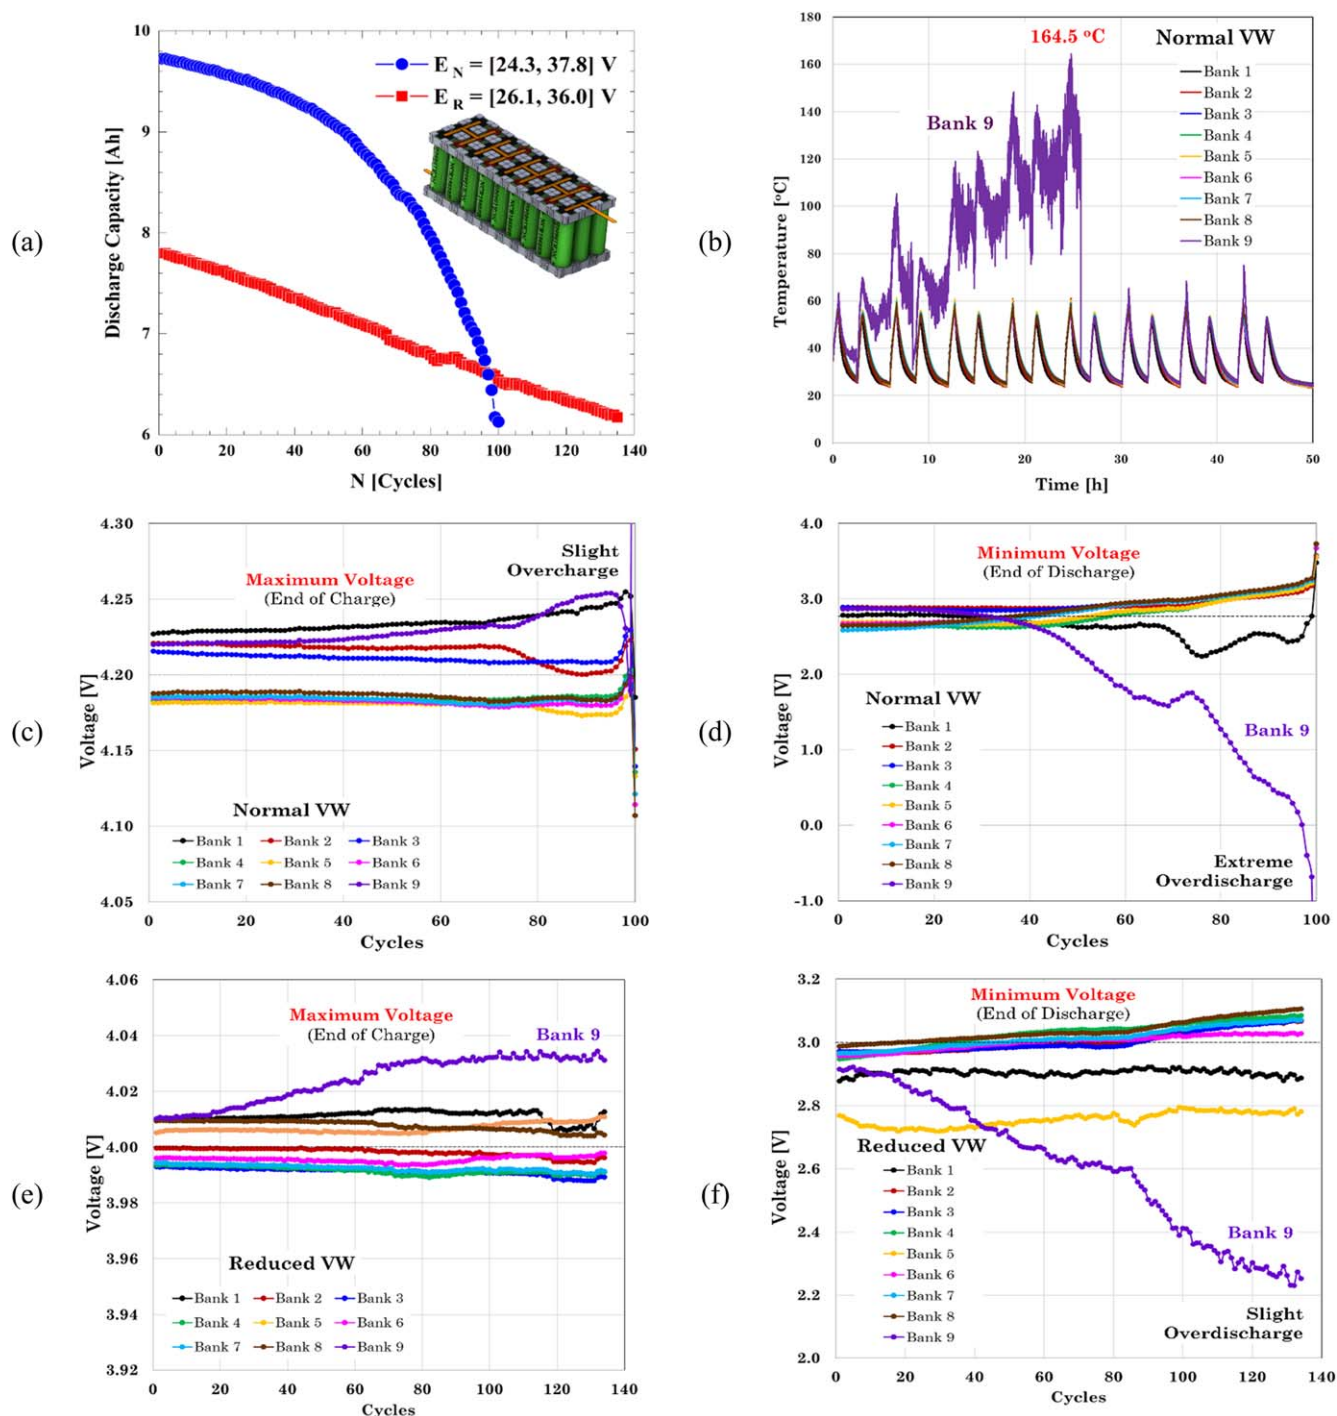 (a)
10
9
8
7
6
Discharge Capacity [Ah]
E N = [24.3, 37.8] V
E R = [26.1, 36.0] V
0 20 40 60 80 100 120 140
N [Cycles]
(b)
180
160
140
120
100
80
60
40
20
0
Temperature [ºC]
164.5 ºC
Normal VW
Bank 9
Bank 1
Bank 2
Bank 3
Bank 4
Bank 5
Bank 6
Bank 7
Bank 8
Bank 9
0 10 20 30 40 50
Time [h]
(c)
4.30
4.25
4.20
4.15
4.10
4.05
Voltage [V]
Slight
Overcharge
Maximum Voltage
(End of Charge)
Normal VW
Bank 1 Bank 2 Bank 3
Bank 4 Bank 5 Bank 6
Bank 7 Bank 8 Bank 9
0 20 40 60 80 100
Cycles
(d)
4.0
3.0
2.0
1.0
0.0
-1.0
Voltage [V]
Minimum Voltage
(End of Discharge)
Normal VW
Bank 1
Bank 2
Bank 3
Bank 4
Bank 5
Bank 6
Bank 7
Bank 8
Bank 9
Bank 9
Extreme
Overdischarge
0 20 40 60 80 100
Cycles
(e)
4.06
4.04
4.02
4.00
3.98
3.96
3.94
3.92
Voltage [V]
Maximum Voltage
(End of Charge)
Bank 9
Reduced VW
Bank 1 Bank 2 Bank 3
Bank 4 Bank 5 Bank 6
Bank 7 Bank 8 Bank 9
0 20 40 60 80 100 120 140
Cycles
(f)
3.2
3.0
2.8
2.6
2.4
2.2
2.0
Voltage [V]
Minimum Voltage
(End of Discharge)
Reduced VW
Bank 1
Bank 2
Bank 3
Bank 4
Bank 5
Bank 6
Bank 7
Bank 8
Bank 9
Bank 9
Slight
Overdischarge
0 20 40 60 80 100 120 140
Cycles